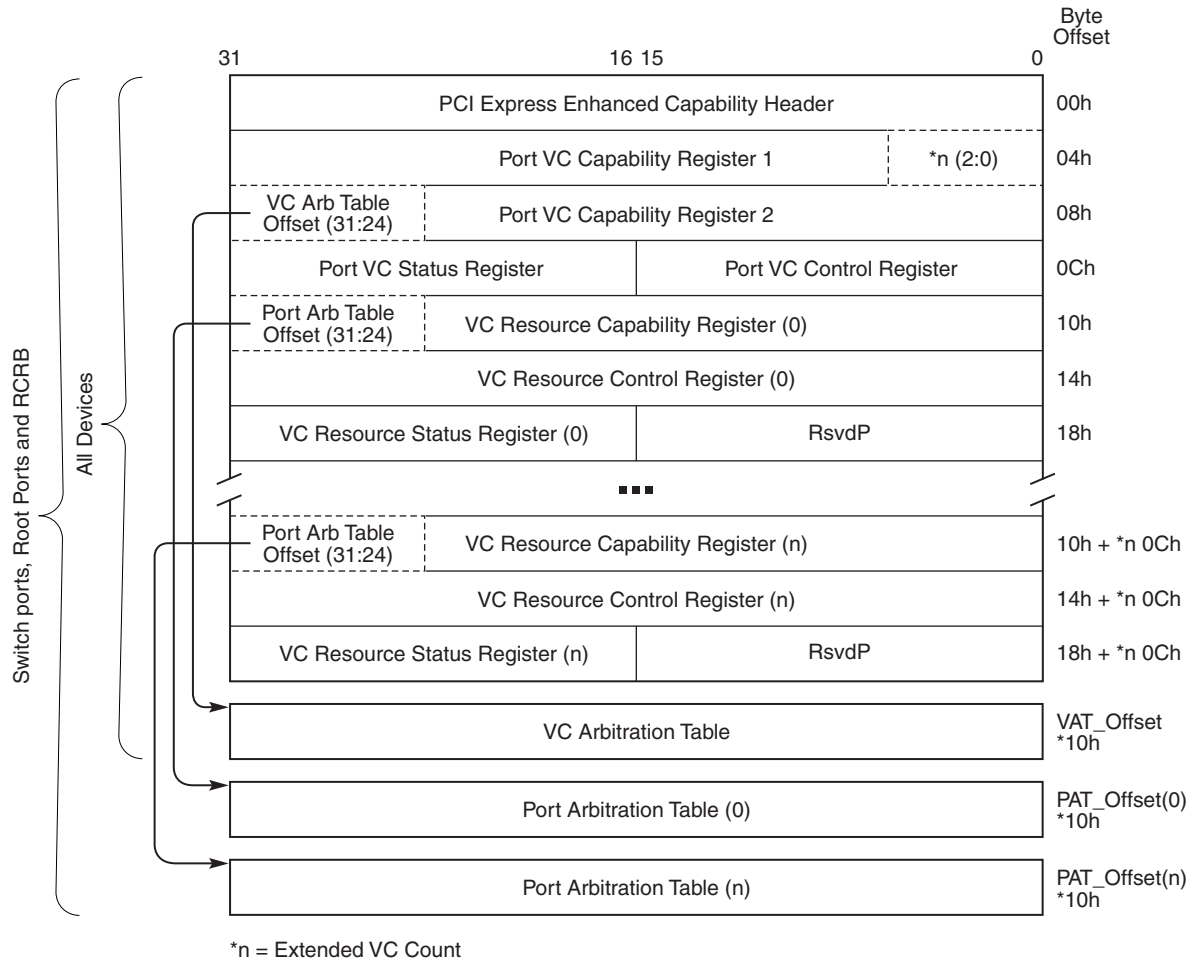 Byte
Offset
31 16 15 0
PCI Express Enhanced Capability Header 00h
Port VC Capability Register 1 *n (2:0) 04h
VC Arb Table
Offset (31:24) Port VC Capability Register 2 08h
Port VC Status Register Port VC Control Register 0Ch
Port Arb Table
Offset (31:24) VC Resource Capability Register (0) 10h
VC Resource Control Register (0) 14h
VC Resource Status Register (0) RsvdP 18h
Port Arb Table
Offset (31:24) VC Resource Capability Register (n) 10h + *n 0Ch
VC Resource Control Register (n) 14h + *n 0Ch
VC Resource Status Register (n) RsvdP 18h + *n 0Ch
VC Arbitration Table VAT_Offset
*10h
Port Arbitration Table (0) PAT_Offset(0)
*10h
Port Arbitration Table (n) PAT_Offset(n)
*10h
Switch ports, Root Ports and RCRB
All Devices
*n = Extended VC Count